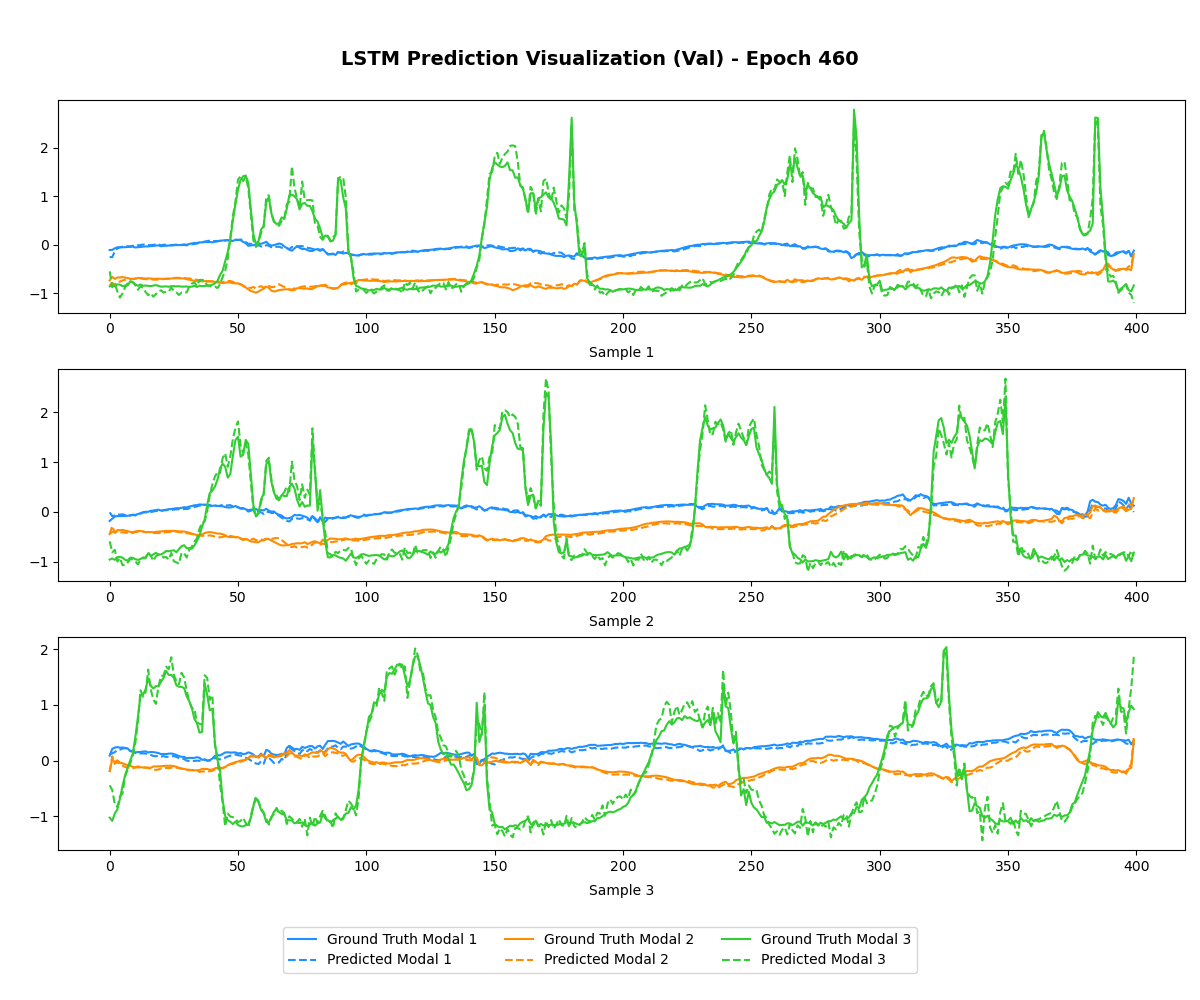 LSTM Prediction Visualization (Val) - Epoch 460
2
1
0
−1
0 50 100 150 200 250 300 350 400
Sample 1
2
1
0
−1
0 50 100 150 200 250 300 350 400
Sample 2
2
1
0
−1
0 50 100 150 200 250 300 350 400
Sample 3
Ground Truth Modal 1 Ground Truth Modal 2 Ground Truth Modal 3
Predicted Modal 1 Predicted Modal 2 Predicted Modal 3